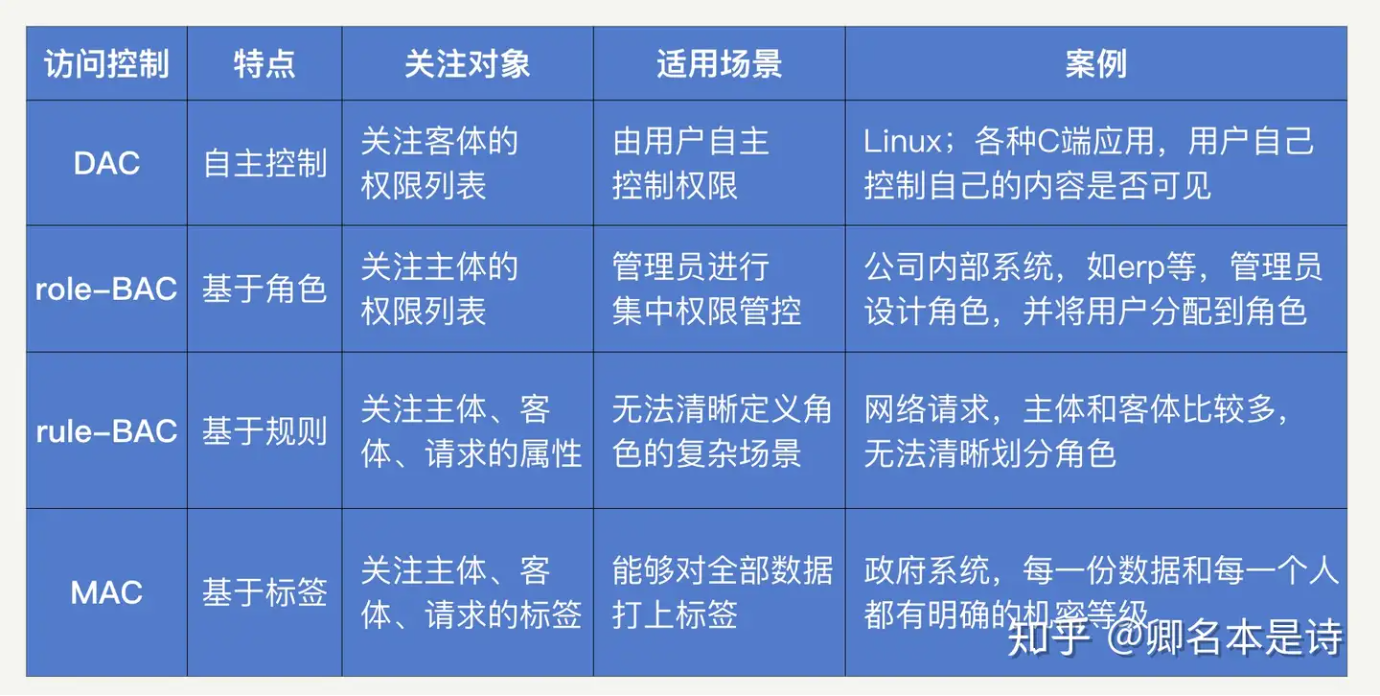 访问控制 特点 关注对象 适用场景 案例
DAC 自主控制 关注客体的 由用户自主 Linux；各种C端应用，用户自己
权限列表 控制权限 控制自己的内容是否可见
role-BAC 基于角色 关注主体的 管理员进行 公司内部系统，如erp等，管理员
权限列表 集中权限管控 设计角色，并将用户分配到角色
rule-BAC 基于规则 关注主体、客 无法清晰定义角 网络请求，主体和客体比较多，
体、请求的属性 色的复杂场景 无法清晰划分角色
MAC 基于标签 关注主体、客 能够对全部数据 政府系统，每一份数据和每一个人
体、请求的标签 打上标签 都有明确的机密等级
知乎 @卿名本是诗